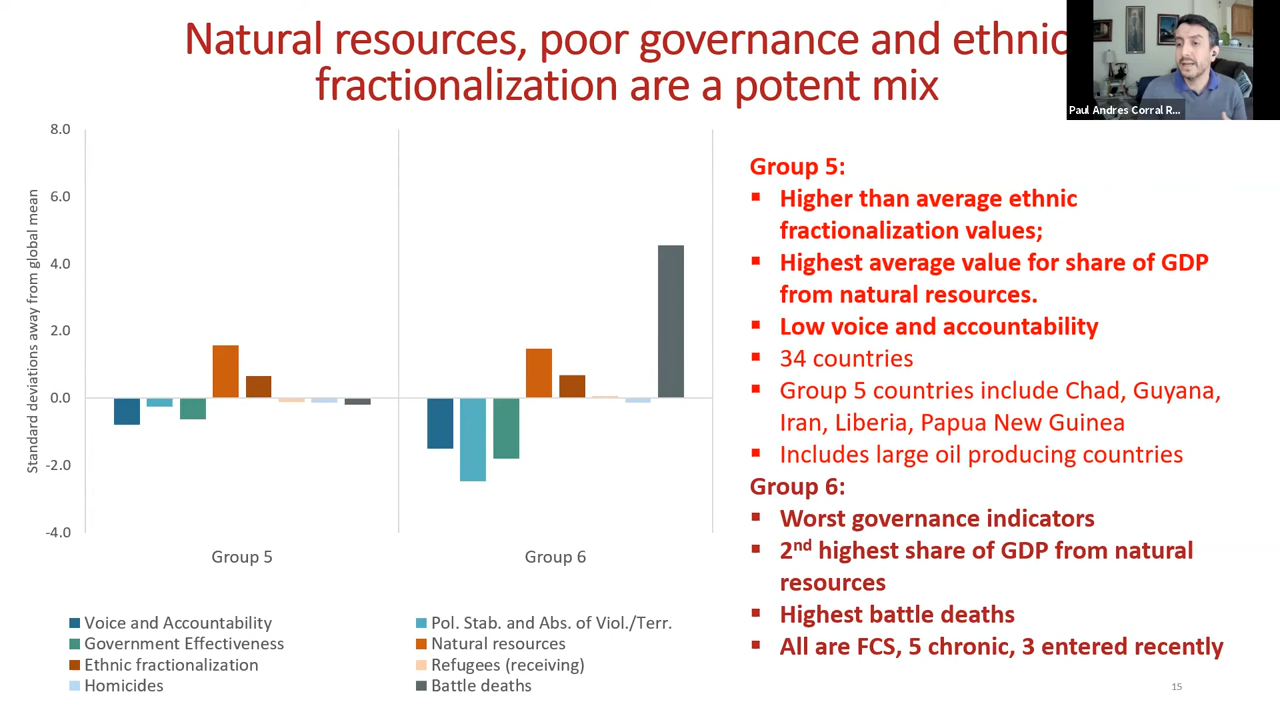 Natural resources, poor governance and ethnic
fractionalization are a potent mix
Paul Andres Corral R...
8.0
6.0
4.0
2.0
0.0
-2.0
-4.0
Standard deviations away from global mean
Group 5
Group 6
Voice and Accountability
Pol. Stab. and Abs. of Viol./Terr.
Government Effectiveness
Natural resources
Ethnic fractionalization
Refugees (receiving)
Homicides
Battle deaths
Group 5:
▪ Higher than average ethnic
fractionalization values;
▪ Highest average value for share of GDP
from natural resources.
▪ Low voice and accountability
▪ 34 countries
▪ Group 5 countries include Chad, Guyana,
Iran, Liberia, Papua New Guinea
▪ Includes large oil producing countries
Group 6:
▪ Worst governance indicators
▪ 2nd highest share of GDP from natural
resources
▪ Highest battle deaths
▪ All are FCS, 5 chronic, 3 entered recently
15